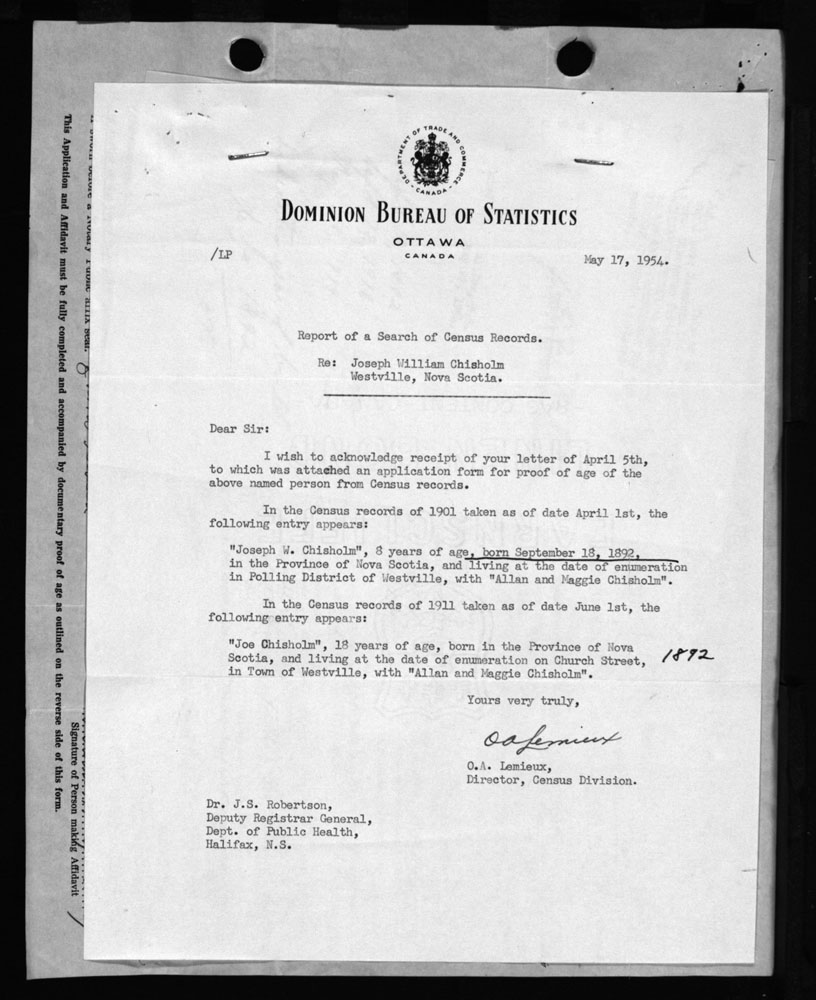 DEPARTMENT OF TRADE AND COMMERCE
CANADA
DOMINION BUREAU OF STATISTICS
OTTAWA
CANADA
/LP
May 17, 1954.
Report of a Search of Census Records.
Re: Joseph William Chisholm
Westville, Nova Scotia.
Dear Sir:
I wish to acknowledge receipt of your letter of April 5th,
to which was attached an application form for proof of age of the
above named person from Census records.
In the Census records of 1901 taken as of date April 1st, the
following entry appears:
"Joseph W. Chisholm", 8 years of age, born September 18, 1892,
in the Province of Nova Scotia, and living at the date of enumeration
in Polling District of Westville, with "Allan and Maggie Chisholm".
In the Census records of 1911 taken as of date June 1st, the
following entry appears:
"Joe Chisholm", 18 years of age, born in the Province of Nova
Scotia, and living at the date of enumeration on Church Street,
in Town of Westville, with "Allan and Maggie Chisholm".
1892
Yours very truly,
O A Lemieux
O.A. Lemieux,
Director, Census Division.
Dr. J.S. Robertson,
Deputy Registrar General,
Dept. of Public Health,
Halifax, N.S.
before a Notary Public affix seal.
Signature of Person making Affidavit
This Application and Affidavit must be fully completed and accompanied by documentary proof of age as outlined on the reverse side of this form.